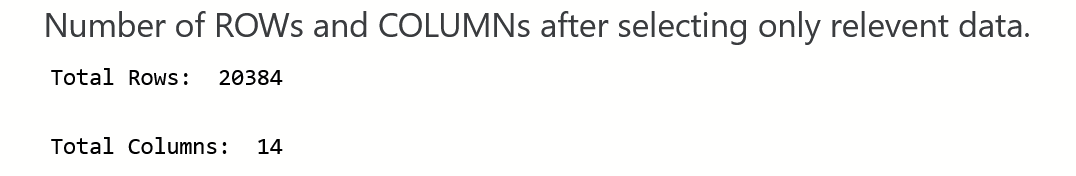 Number of ROWs and COLUMNs after selecting only relevent data.
Total Rows:  20384
Total Columns:  14